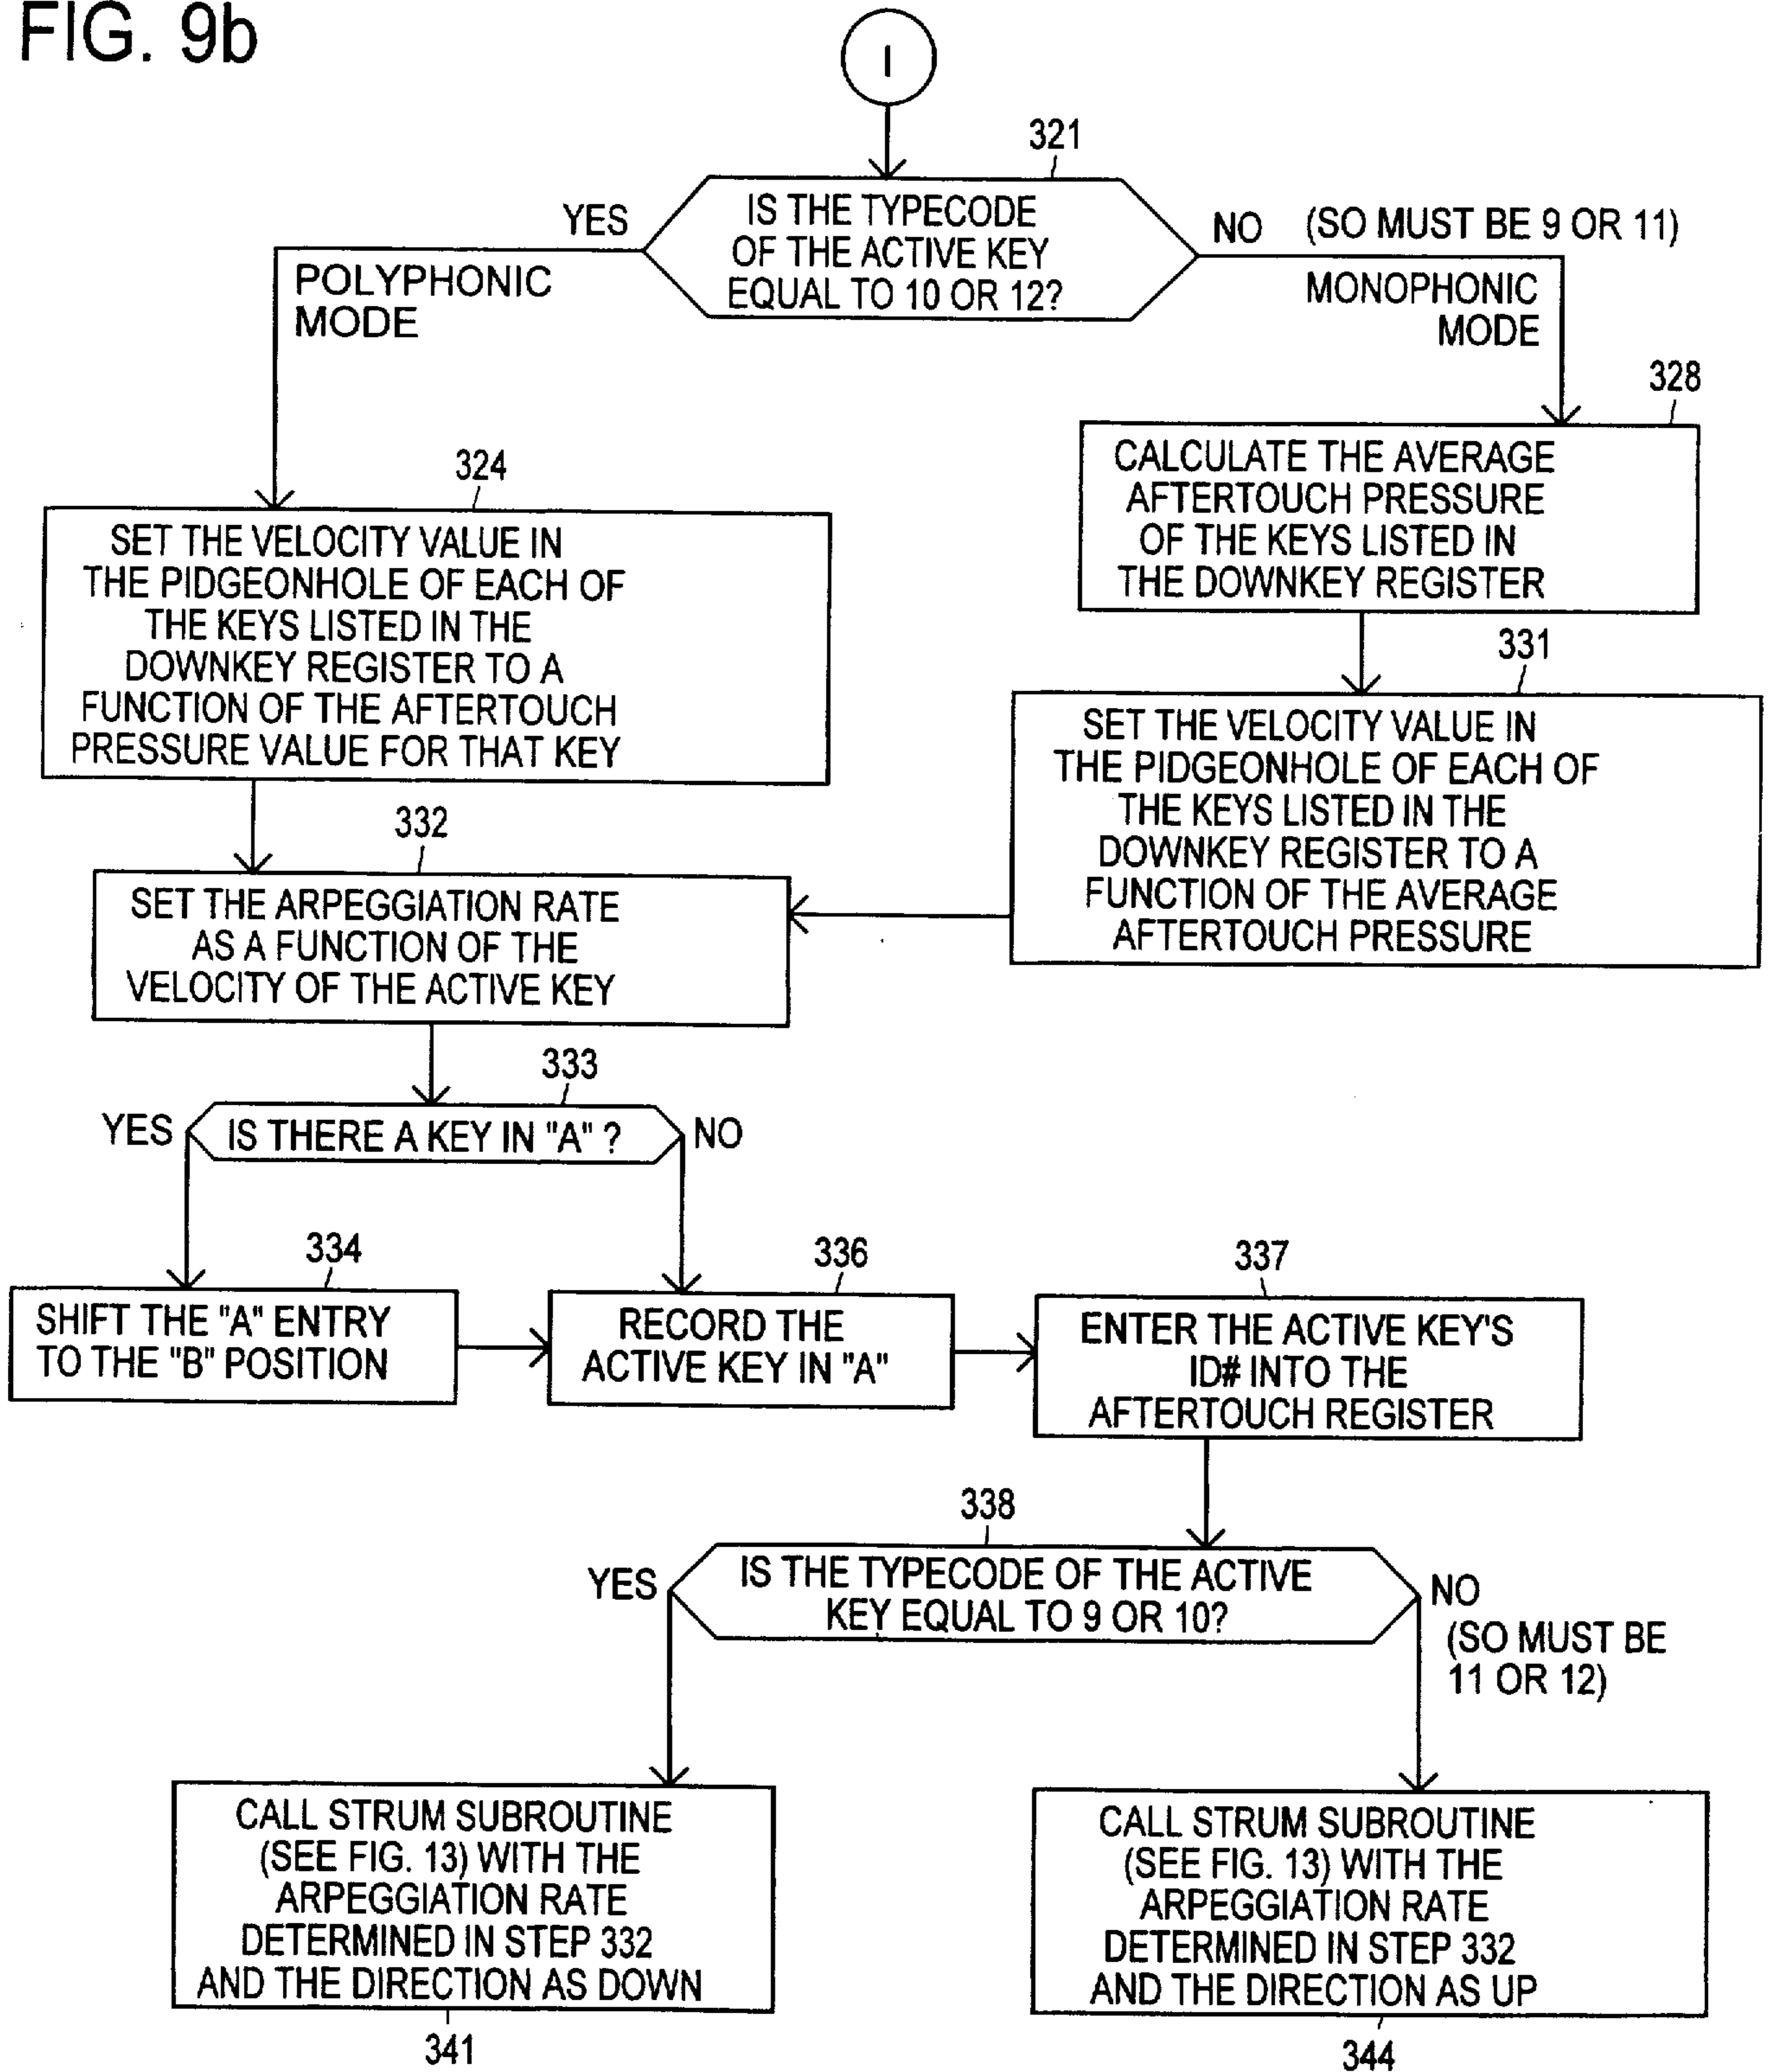 FIG. 9b
I
321
IS THE TYPECODE
OF THE ACTIVE KEY
EQUAL TO 10 OR 12?
YES
NO (SO MUST BE 9 OR 11)
POLYPHONIC
MODE
MONOPHONIC
MODE
328
CALCULATE THE AVERAGE
AFTERTOUCH PRESSURE
OF THE KEYS LISTED IN
THE DOWNKEY REGISTER
324
SET THE VELOCITY VALUE IN
THE PIDGEONHOLE OF EACH OF
THE KEYS LISTED IN THE
DOWNKEY REGISTER TO A
FUNCTION OF THE AFTERTOUCH
PRESSURE VALUE FOR THAT KEY
331
SET THE VELOCITY VALUE IN
THE PIDGEONHOLE OF EACH OF
THE KEYS LISTED IN THE
DOWNKEY REGISTER TO A
FUNCTION OF THE AVERAGE
AFTERTOUCH PRESSURE
332
SET THE ARPEGGIATION RATE
AS A FUNCTION OF THE
VELOCITY OF THE ACTIVE KEY
333
YES
IS THERE A KEY IN "A" ?
NO
334
SHIFT THE "A" ENTRY
TO THE "B" POSITION
336
RECORD THE
ACTIVE KEY IN "A"
337
ENTER THE ACTIVE KEY'S
ID# INTO THE
AFTERTOUCH REGISTER
338
YES
IS THE TYPECODE OF THE ACTIVE
KEY EQUAL TO 9 OR 10?
NO
(SO MUST BE
11 OR 12)
CALL STRUM SUBROUTINE
(SEE FIG. 13) WITH THE
ARPEGGIATION RATE
DETERMINED IN STEP 332
AND THE DIRECTION AS DOWN
341
CALL STRUM SUBROUTINE
(SEE FIG. 13) WITH THE
ARPEGGIATION RATE
DETERMINED IN STEP 332
AND THE DIRECTION AS UP
344